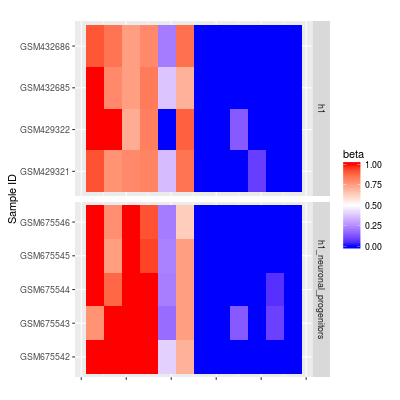 Sample ID
GSM432686
GSM432685
GSM429322
GSM429321
h1
GSM675546
GSM675545
GSM675544
GSM675543
GSM675542
h1_neuronal_progenitors
beta
1.00
0.75
0.50
0.25
0.00